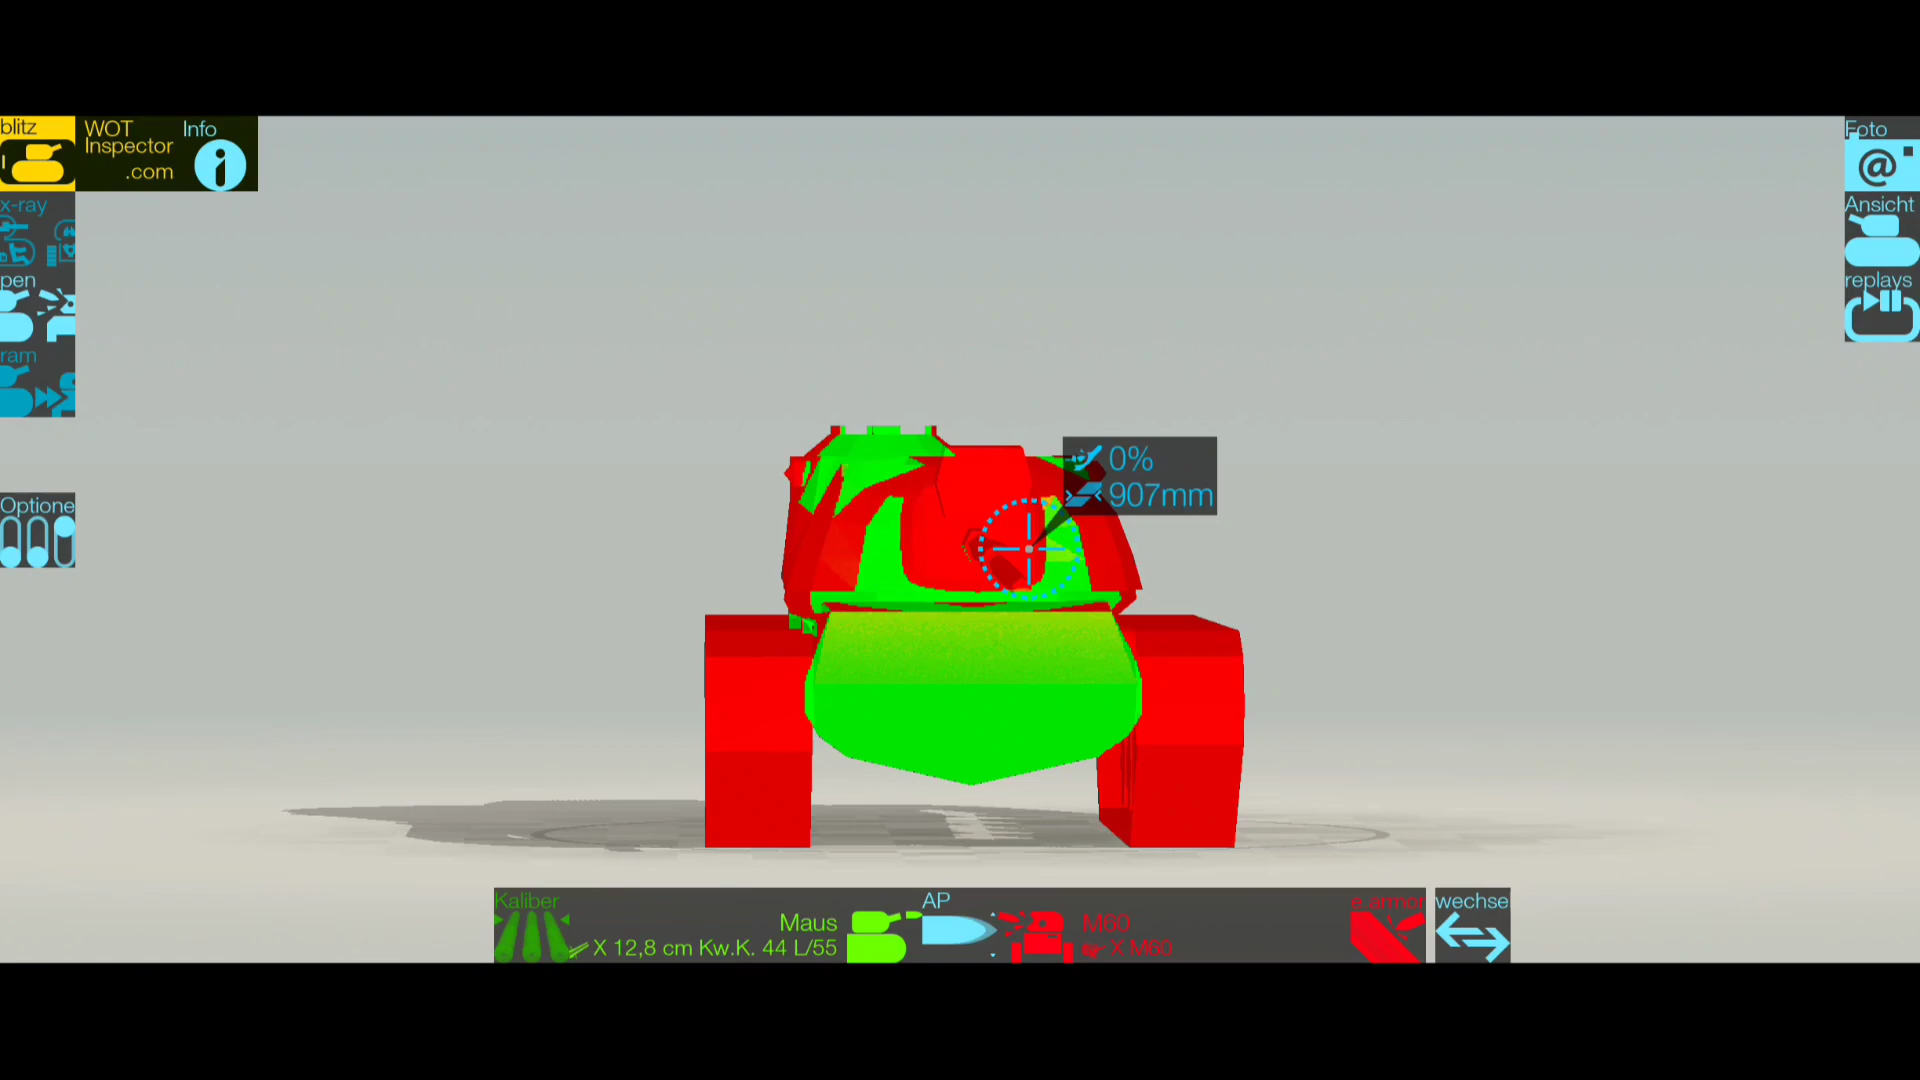 blitz
WOT
Inspector
.com
Info
x-ray
pen
ram
Optione
Foto
@
Ansicht
replays
0%
907mm
Kaliber
Maus
X 12,8 cm Kw.K. 44 L/55
AP
M60
X M60
e.armor
wechse